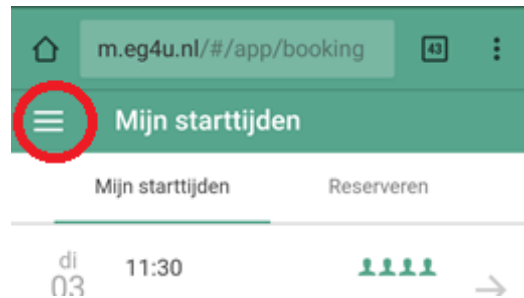 m.eg4u.nl/#/app/booking 43
Mijn starttijden
Mijn starttijden Reserveren
di 11:30
03